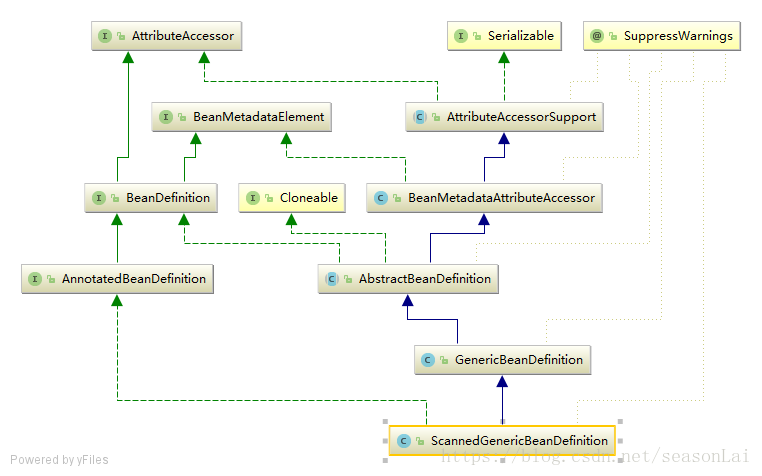 AttributeAccessor
Serializable
SuppressWarnings
BeanMetadataElement
AttributeAccessorSupport
BeanDefinition
Cloneable
BeanMetadataAttributeAccessor
AnnotatedBeanDefinition
AbstractBeanDefinition
GenericBeanDefinition
ScannedGenericBeanDefinition
Powered by yFiles
https://blog.csdn.net/seasonLai